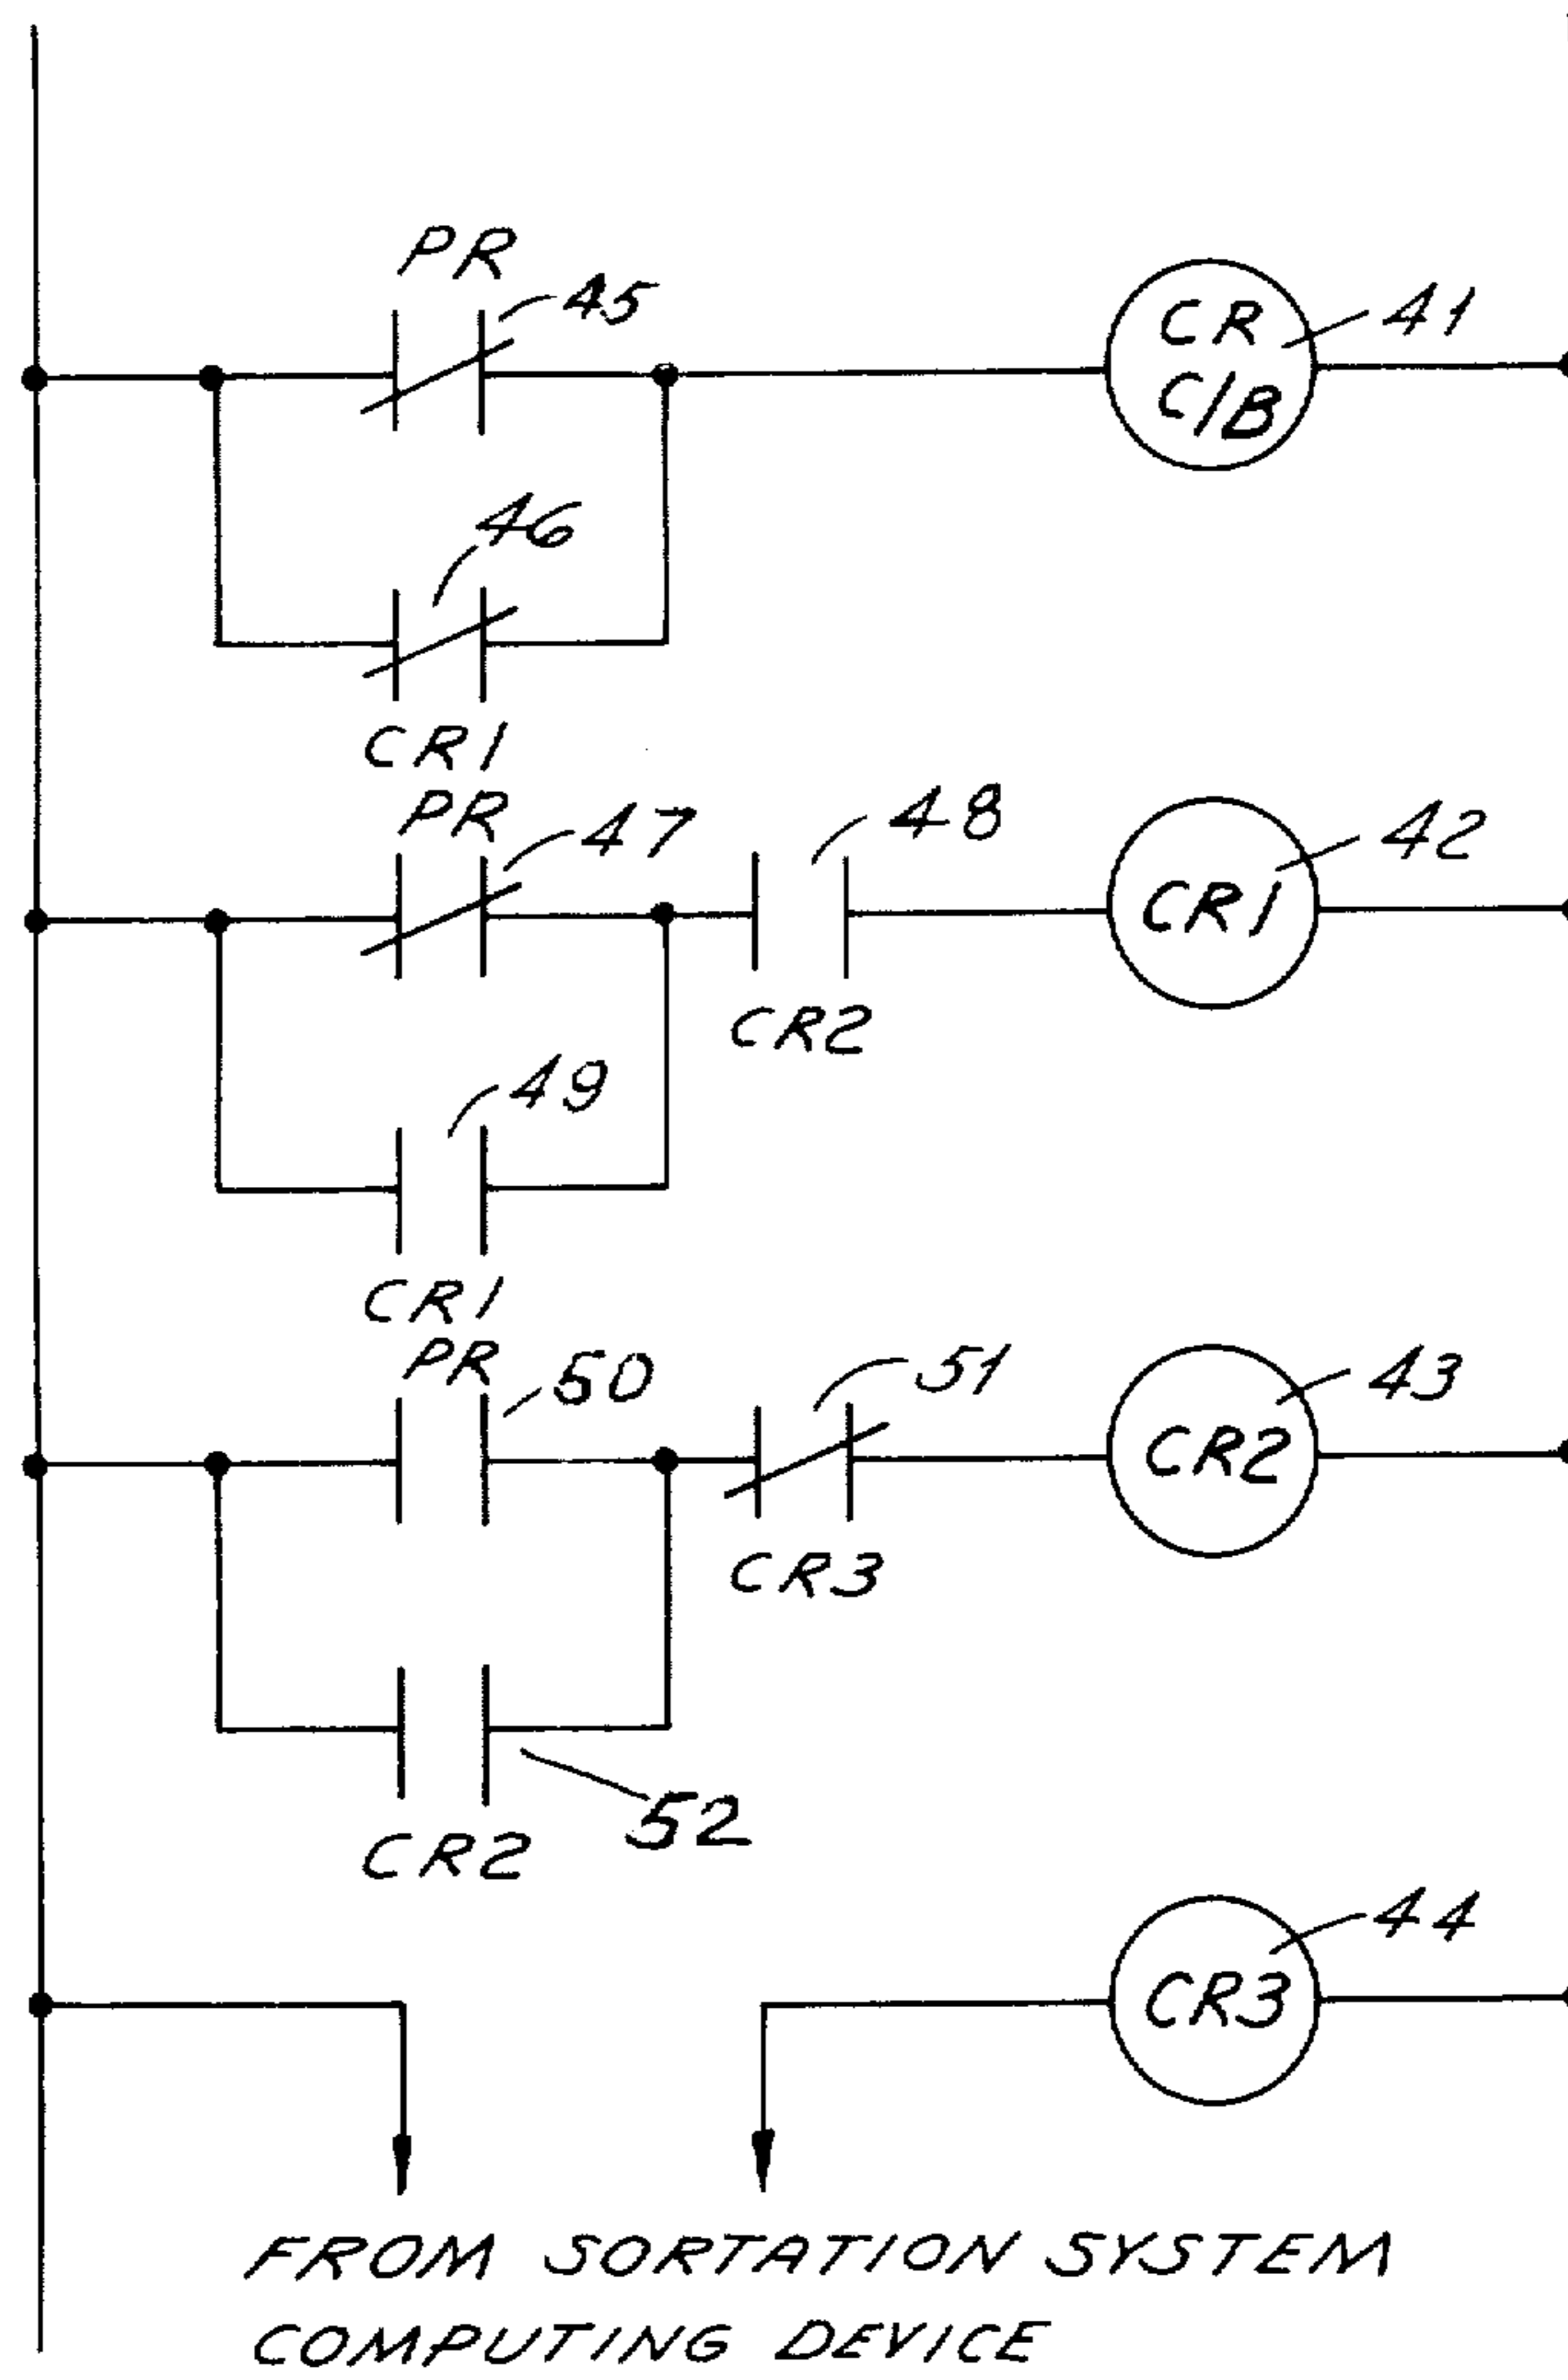 PR
45
CR
C/B
41
46
CR1
PR
47
48
CR1
42
CR2
49
CR1
PR
50
51
CR2
43
CR3
52
CR2
CR3
44
FROM SORTATION SYSTEM
COMPUTING DEVICE